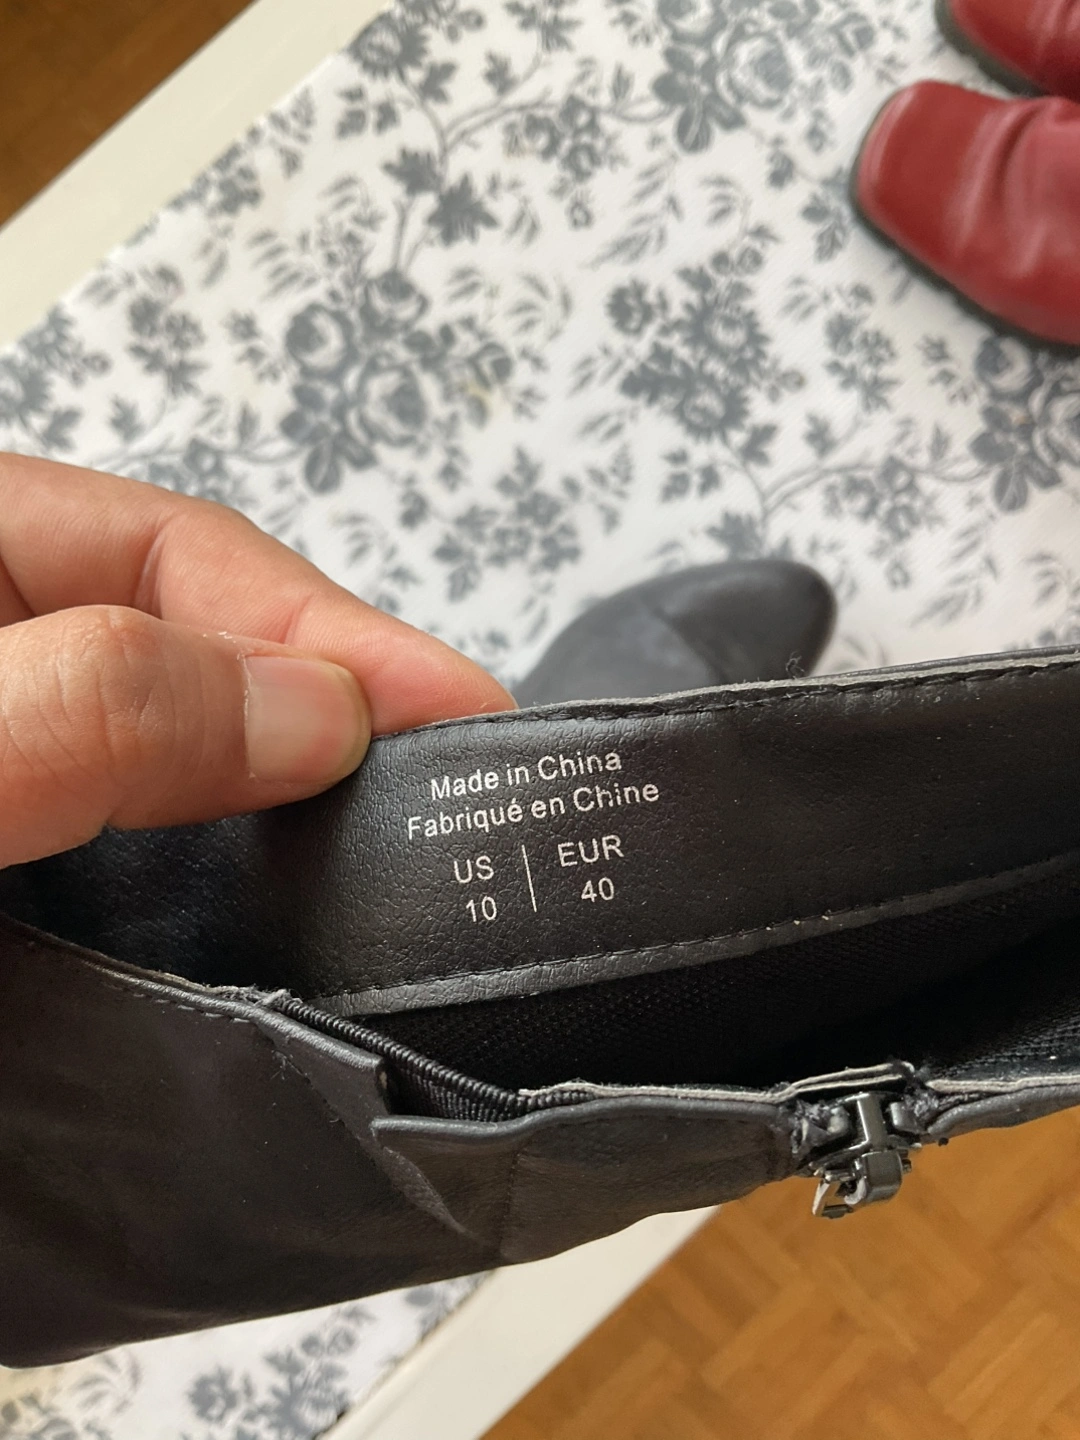 Made in China
Fabriqué en Chine
US | EUR
10 | 40